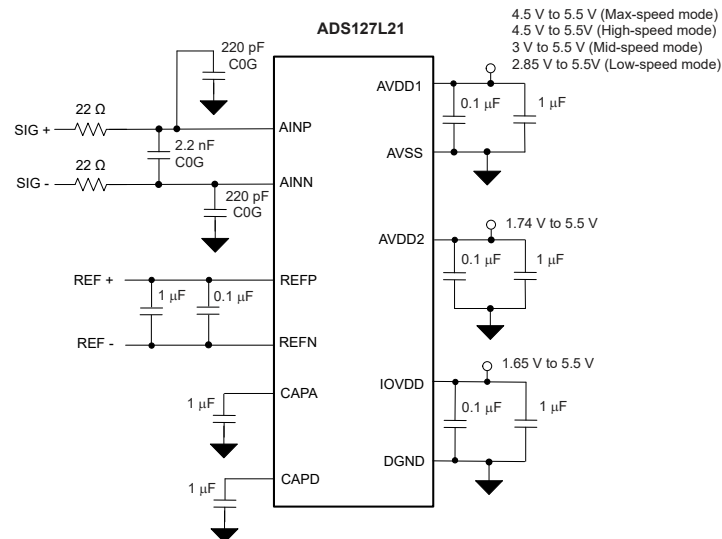 ADS127L21
4.5 V to 5.5 V (Max-speed mode)
4.5 V to 5.5V (High-speed mode)
3 V to 5.5 V (Mid-speed mode)
2.85 V to 5.5V (Low-speed mode)
220 pF
C0G
22 Ω
SIG +
2.2 nF
C0G
22 Ω
SIG -
220 pF
C0G
AINP
AINN
REF +
1 μF
0.1 μF
REF -
REFP
REFN
1 μF
CAPA
1 μF
CAPD
AVDD1
0.1 μF
1 μF
AVSS
1.74 V to 5.5 V
AVDD2
0.1 μF
1 μF
1.65 V to 5.5 V
IOVDD
0.1 μF
1 μF
DGND